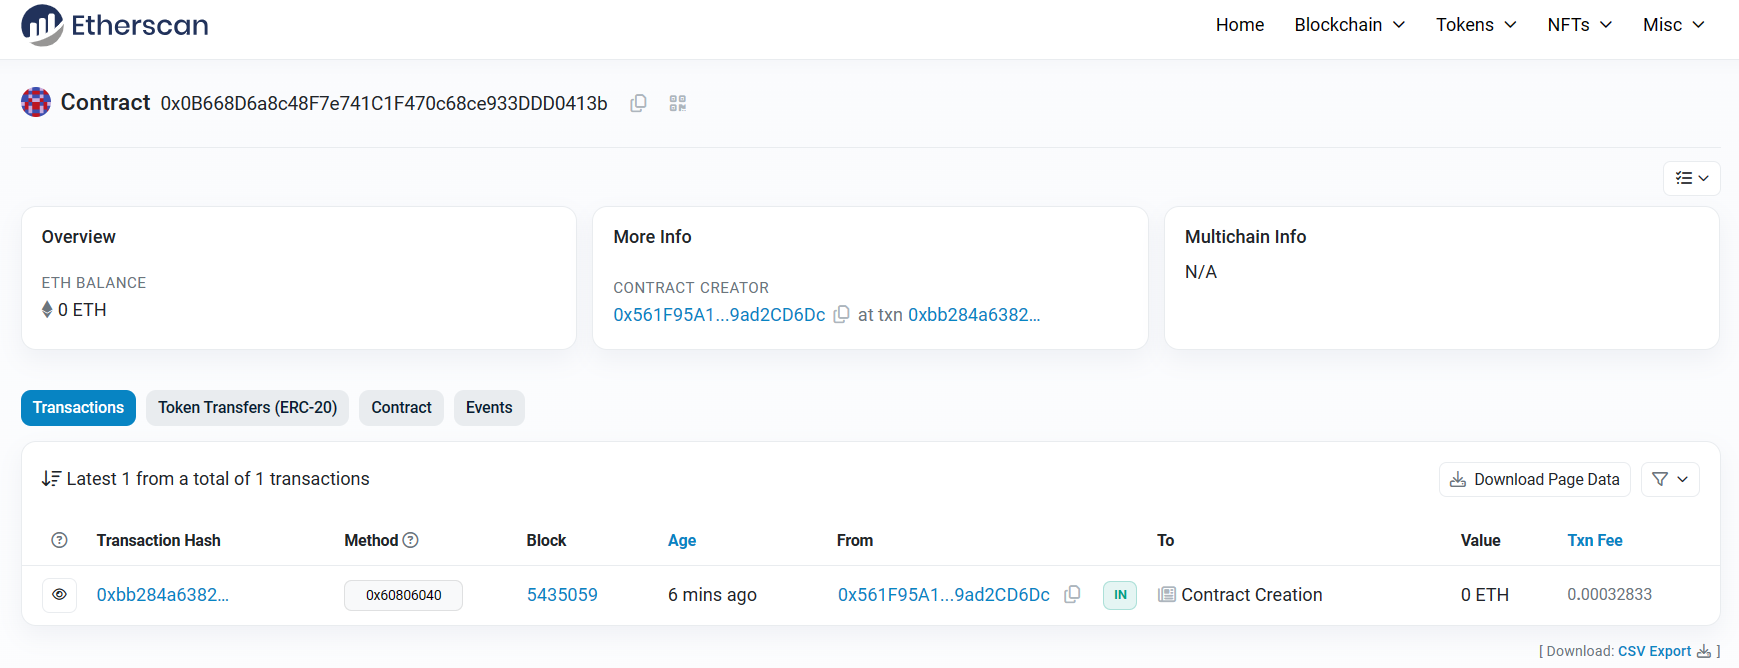 Etherscan
Home Blockchain Tokens NFTs Misc
Contract 0x0B668D6a8c48F7e741C1F470c68ce933DDD0413b
Overview
ETH BALANCE
0 ETH
More Info
CONTRACT CREATOR
0x561F95A1...9ad2CD6Dc at txn 0xbb284a6382...
Multichain Info
N/A
Transactions Token Transfers (ERC-20) Contract Events
Latest 1 from a total of 1 transactions
Download Page Data
? Transaction Hash Method ? Block Age From To Value Txn Fee
0xbb284a6382... 0x60806040 5435059 6 mins ago 0x561F95A1...9ad2CD6Dc IN Contract Creation 0 ETH 0.00032833
[ Download: CSV Export ]